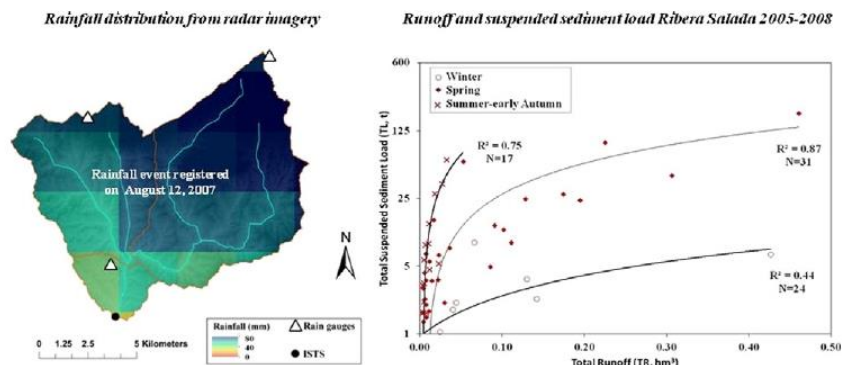 Rainfall distribution from radar imagery
Rainfall event registered
on August 12, 2007
N
0 1.25 2.5 5 Kilometers
Rainfall (mm)
80
40
0
Rain gauges
ISTS
Runoff and suspended sediment load Ribera Salada 2005-2008
Total Suspended Sediment Load (TL, t)
600
125
25
5
1
Winter
Spring
Summer-early Autumn
R² = 0.75
N=17
R² = 0.87
N=31
R² = 0.44
N=24
0.00 0.10 0.20 0.30 0.40 0.50
Total Runoff (TR, hm³)